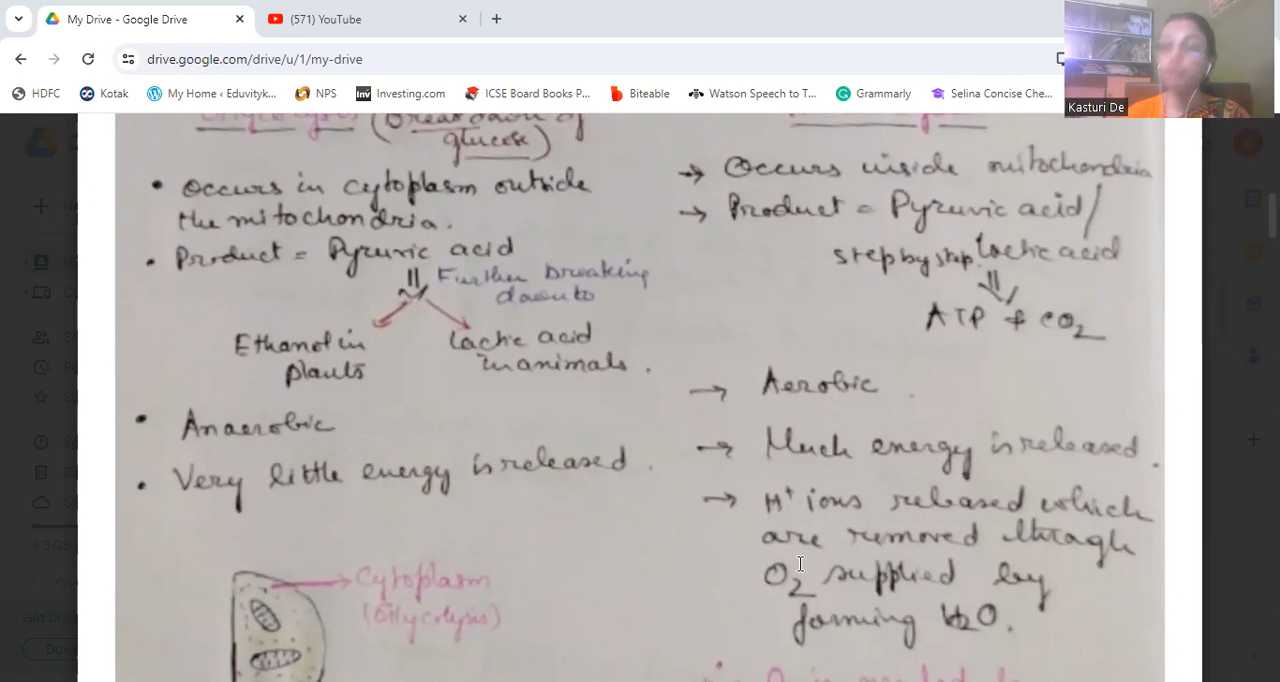 My Drive - Google Drive
(571) YouTube
drive.google.com/drive/u/1/my-drive
HDFC
Kotak
My Home ‹ Eduvityk...
NPS
Investing.com
ICSE Board Books P...
Biteable
Watson Speech to T...
Grammarly
Selina Concise Che...
Kasturi De
Glycolysis (Breakdown of
glucose)
• Occurs in cytoplasm outside
the mitochondria.
• Product = Pyruvic acid
Further breaking
down to
Ethanol in
plants
Lactic acid
in animals.
• Anaerobic
• Very little energy is released.
Cytoplasm
(Glycolysis)
→ Occurs inside mitochondria
→ Product = Pyruvic acid/
step by step Lactic acid
ATP + CO2
→ Aerobic
→ Much energy is released.
→ H+ ions released which
are removed through
O2 supplied by
forming H2O.